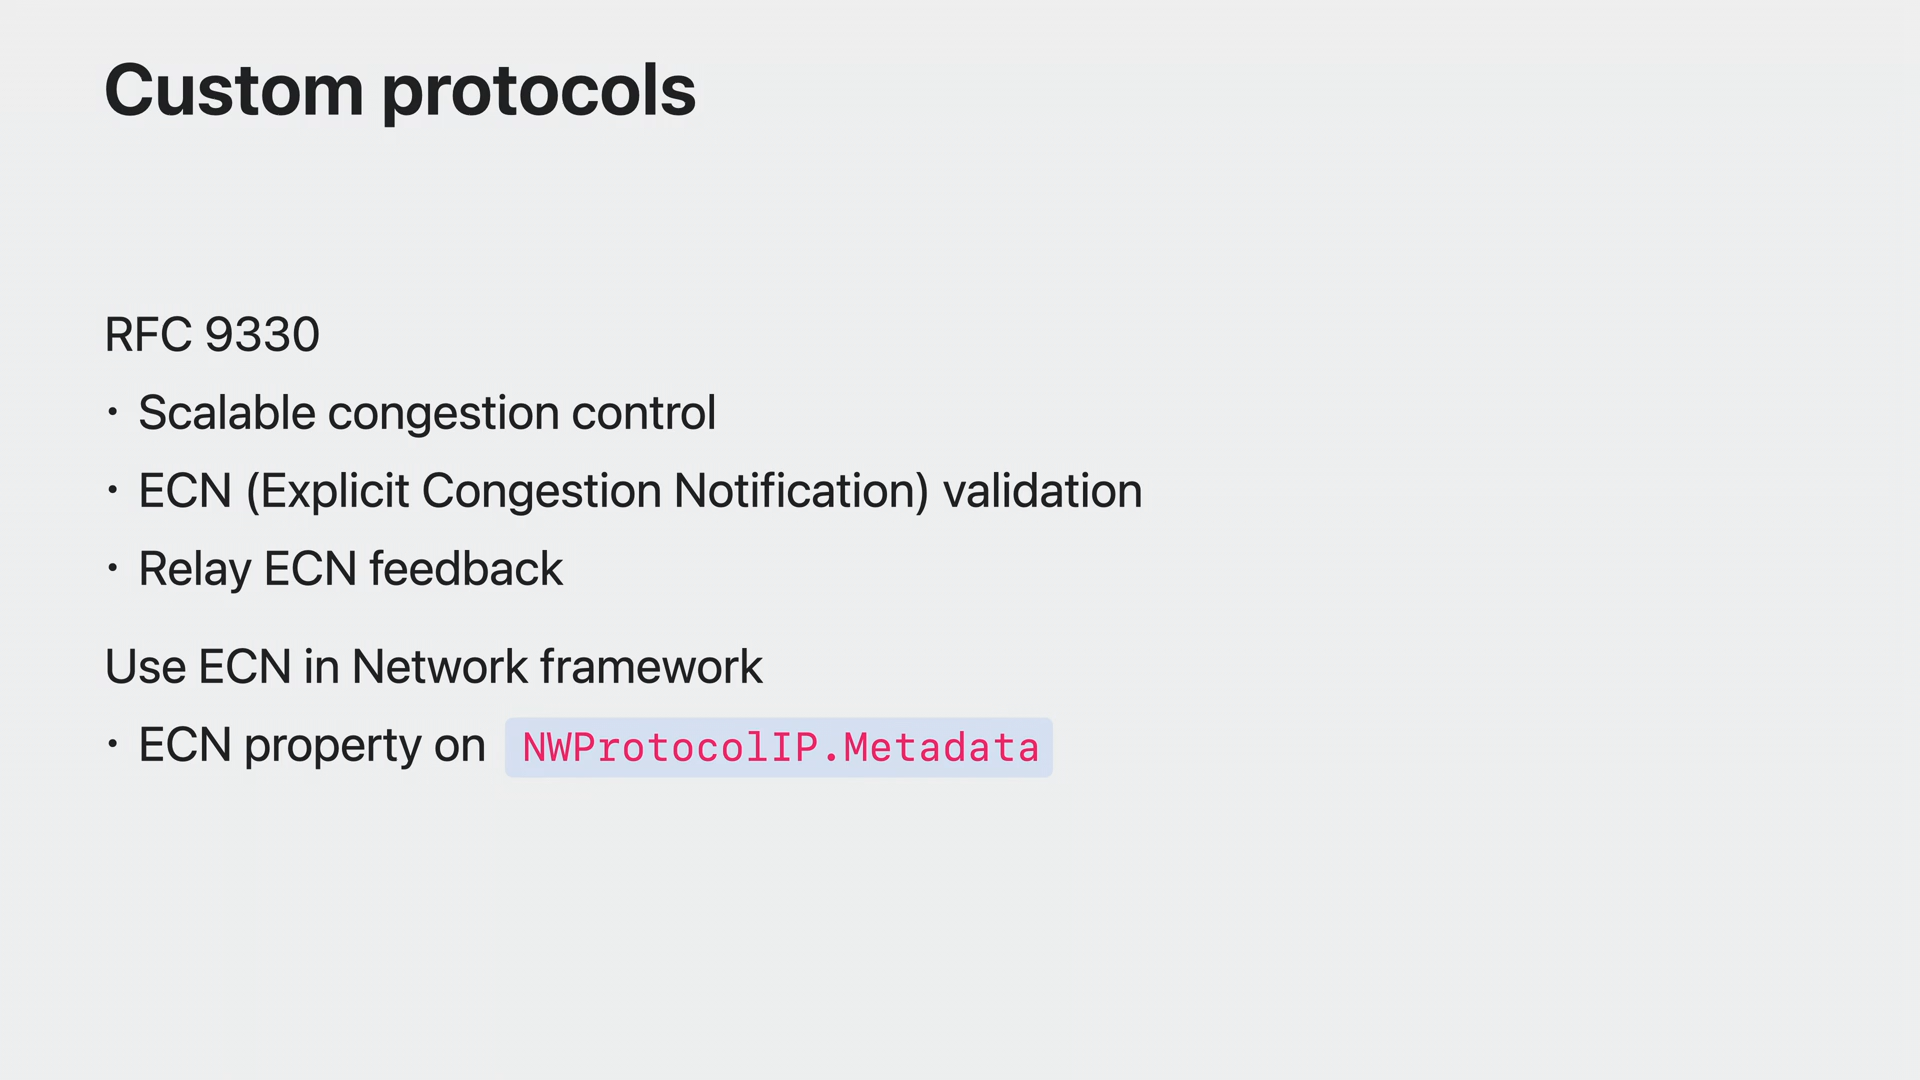 Custom protocols
RFC 9330
• Scalable congestion control
• ECN (Explicit Congestion Notification) validation
• Relay ECN feedback
Use ECN in Network framework
• ECN property on NWProtocolIP.Metadata